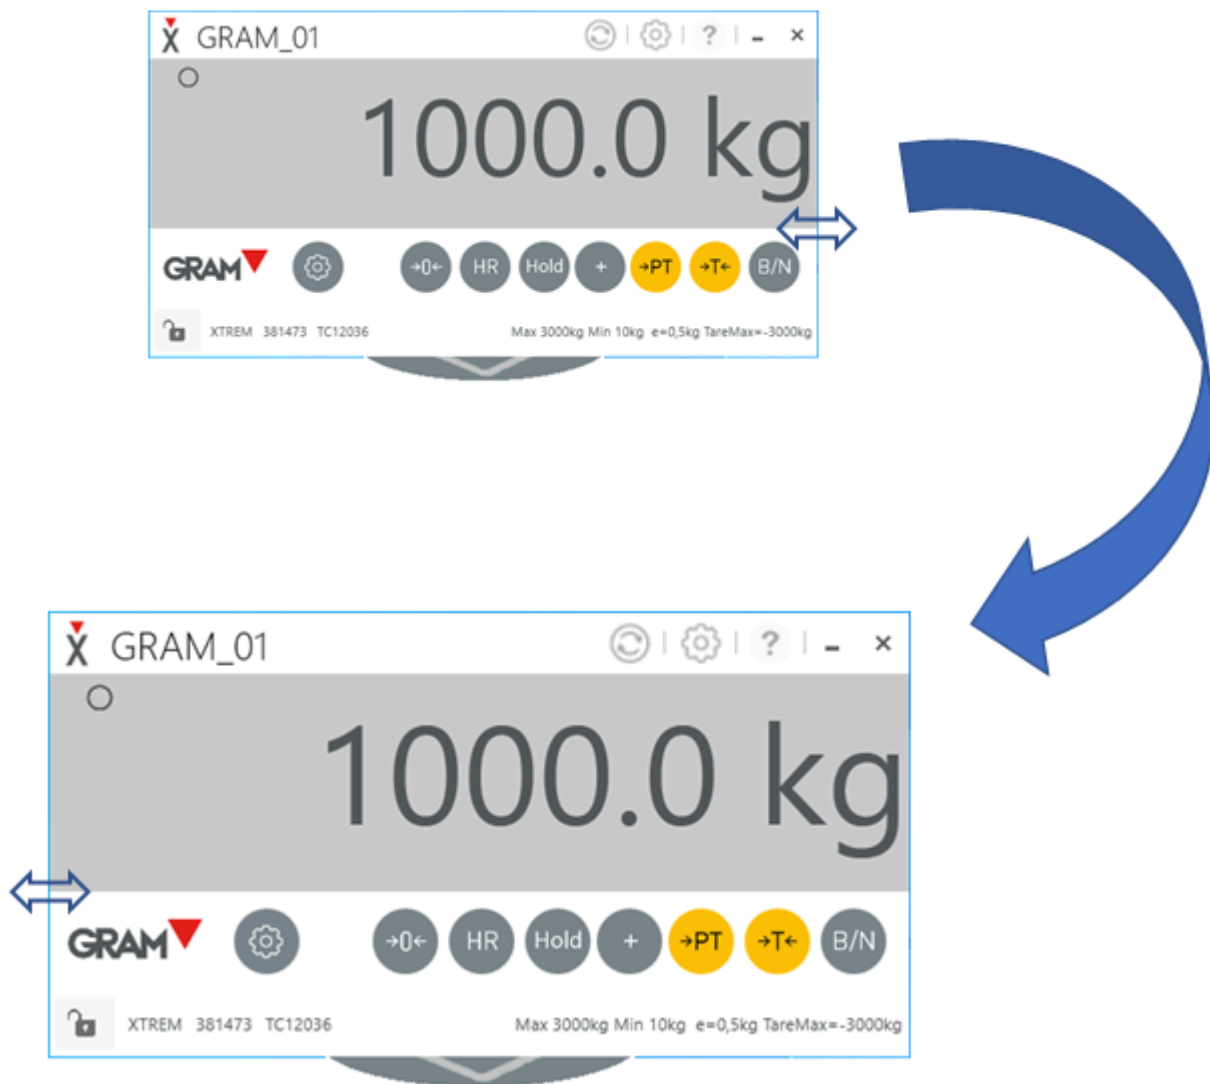 GRAM_01 ?
1000.0 kg
GRAM →0← HR Hold + →PT →T← B/N
XTREM 381473 TC12036 Max 3000kg Min 10kg e=0,5kg TareMax=-3000kg
GRAM_01 ?
1000.0 kg
GRAM →0← HR Hold + →PT →T← B/N
XTREM 381473 TC12036 Max 3000kg Min 10kg e=0,5kg TareMax=-3000kg